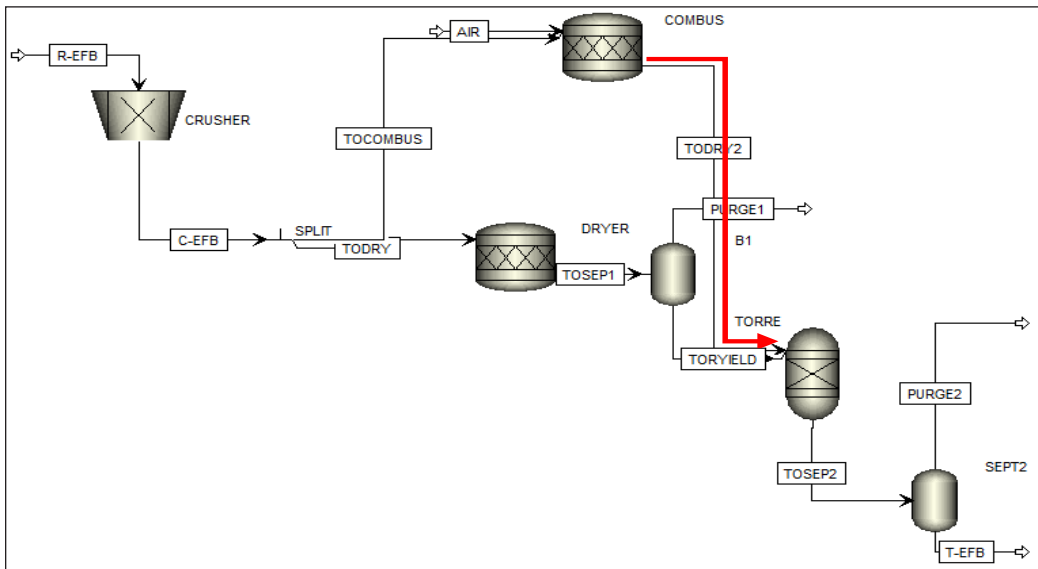 COMBUS
AIR
R-EFB
CRUSHER
TOCOMBUS
TODRY2
PURGE1
C-EFB
SPLIT
TODRY
DRYER
B1
TOSEP1
TORRE
TORYIELD
PURGE2
TOSEP2
SEPT2
T-EFB